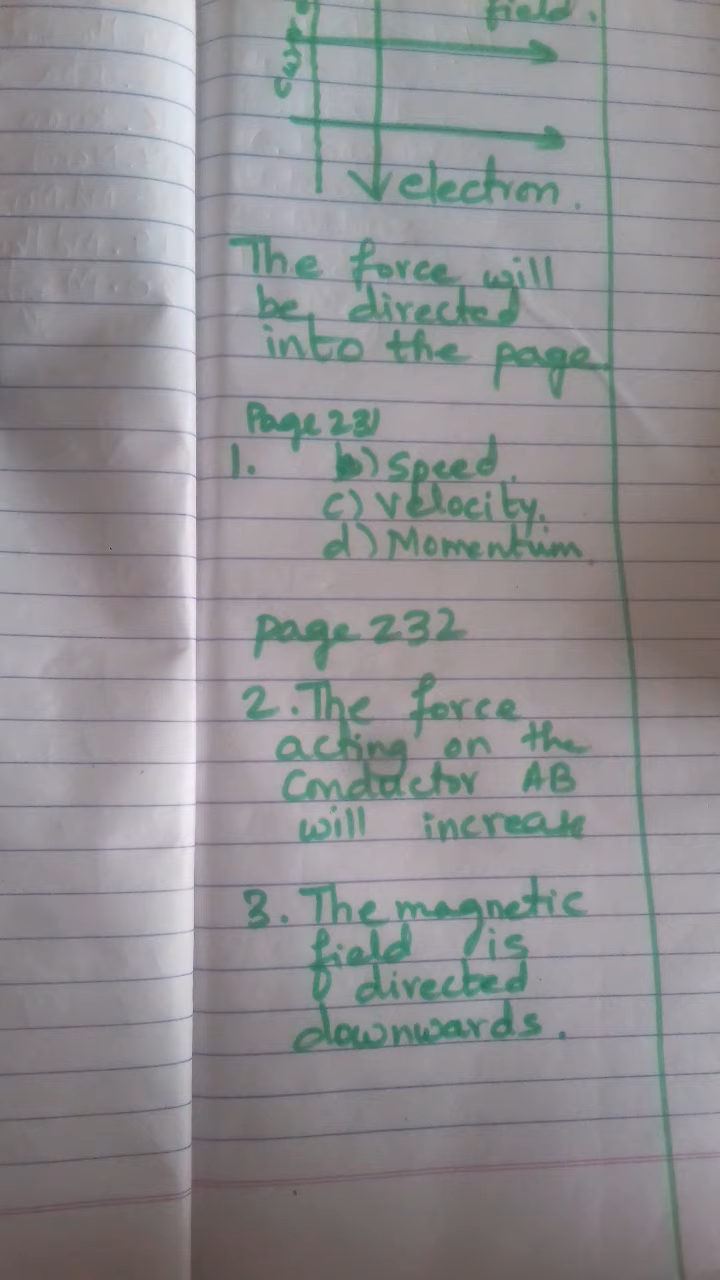 field.
electron.
The force will
be directed
into the page.
Page 231
1. b) Speed.
c) Velocity.
d) Momentum.
page 232
2. The force
acting on the
Conductor AB
will increase
3. The magnetic
field is
directed
downwards.